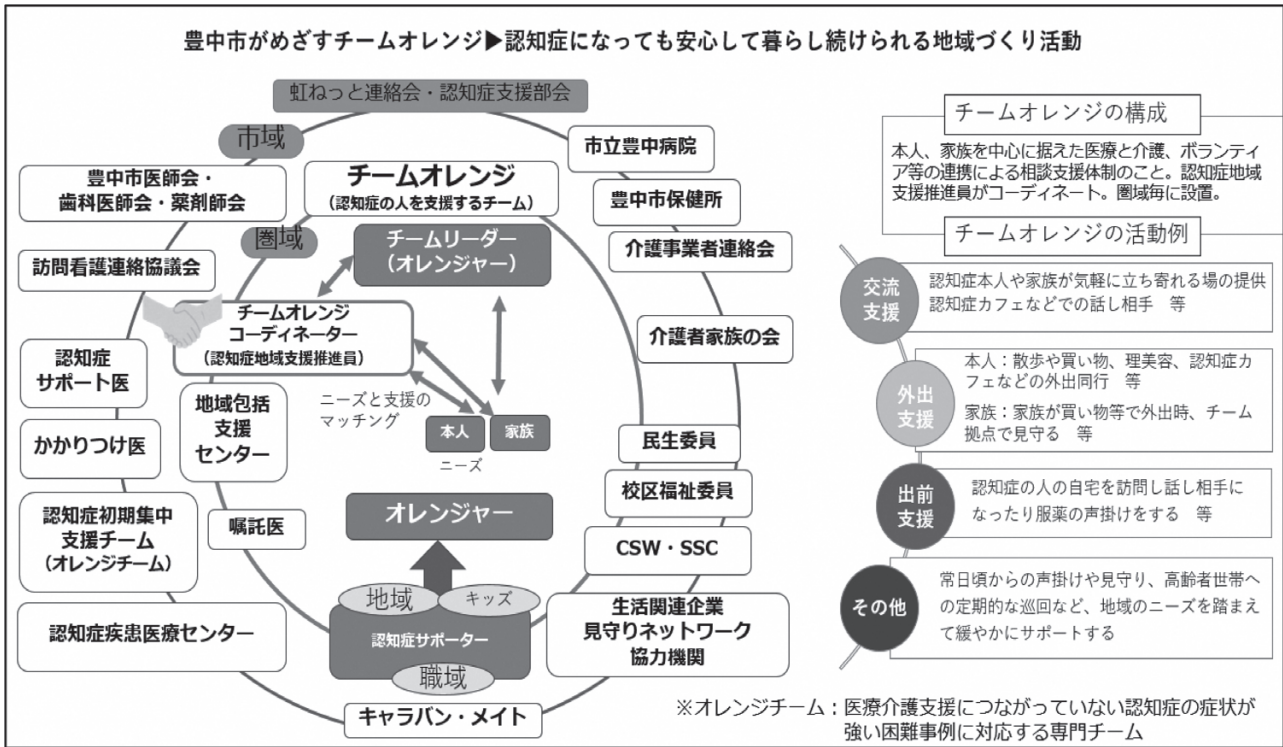 豊中市がめざすチームオレンジ▶認知症になっても安心して暮らし続けられる地域づくり活動
虹ねっと連絡会・認知症支援部会
市域
豊中市医師会・
歯科医師会・薬剤師会
訪問看護連絡協議会
認知症
サポート医
かかりつけ医
認知症初期集中
支援チーム
(オレンジチーム)
認知症疾患医療センター
圏域
チームオレンジ
(認知症の人を支援するチーム)
チームリーダー
(オレンジャー)
チームオレンジ
コーディネーター
(認知症地域支援推進員)
地域包括
支援
センター
嘱託医
ニーズと支援の
マッチング
本人
家族
ニーズ
オレンジャー
地域
キッズ
認知症サポーター
職域
キャラバン・メイト
市立豊中病院
豊中市保健所
介護事業者連絡会
介護者家族の会
民生委員
校区福祉委員
CSW・SSC
生活関連企業
見守りネットワーク
協力機関
チームオレンジの構成
本人、家族を中心に据えた医療と介護、ボランティ
ア等の連携による相談支援体制のこと。認知症地域
支援推進員がコーディネート。圏域毎に設置。
チームオレンジの活動例
交流
支援
認知症本人や家族が気軽に立ち寄れる場の提供
認知症カフェなどでの話し相手 等
外出
支援
本人：散歩や買い物、理美容、認知症カ
フェなどの外出同行 等
家族：家族が買い物等で外出時、チーム
拠点で見守る 等
出前
支援
認知症の人の自宅を訪問し話し相手に
なったり服薬の声掛けをする 等
その他
常日頃からの声掛けや見守り、高齢者世帯へ
の定期的な巡回など、地域のニーズを踏まえ
て緩やかにサポートする
※オレンジチーム：医療介護支援につながっていない認知症の症状が
強い困難事例に対応する専門チーム